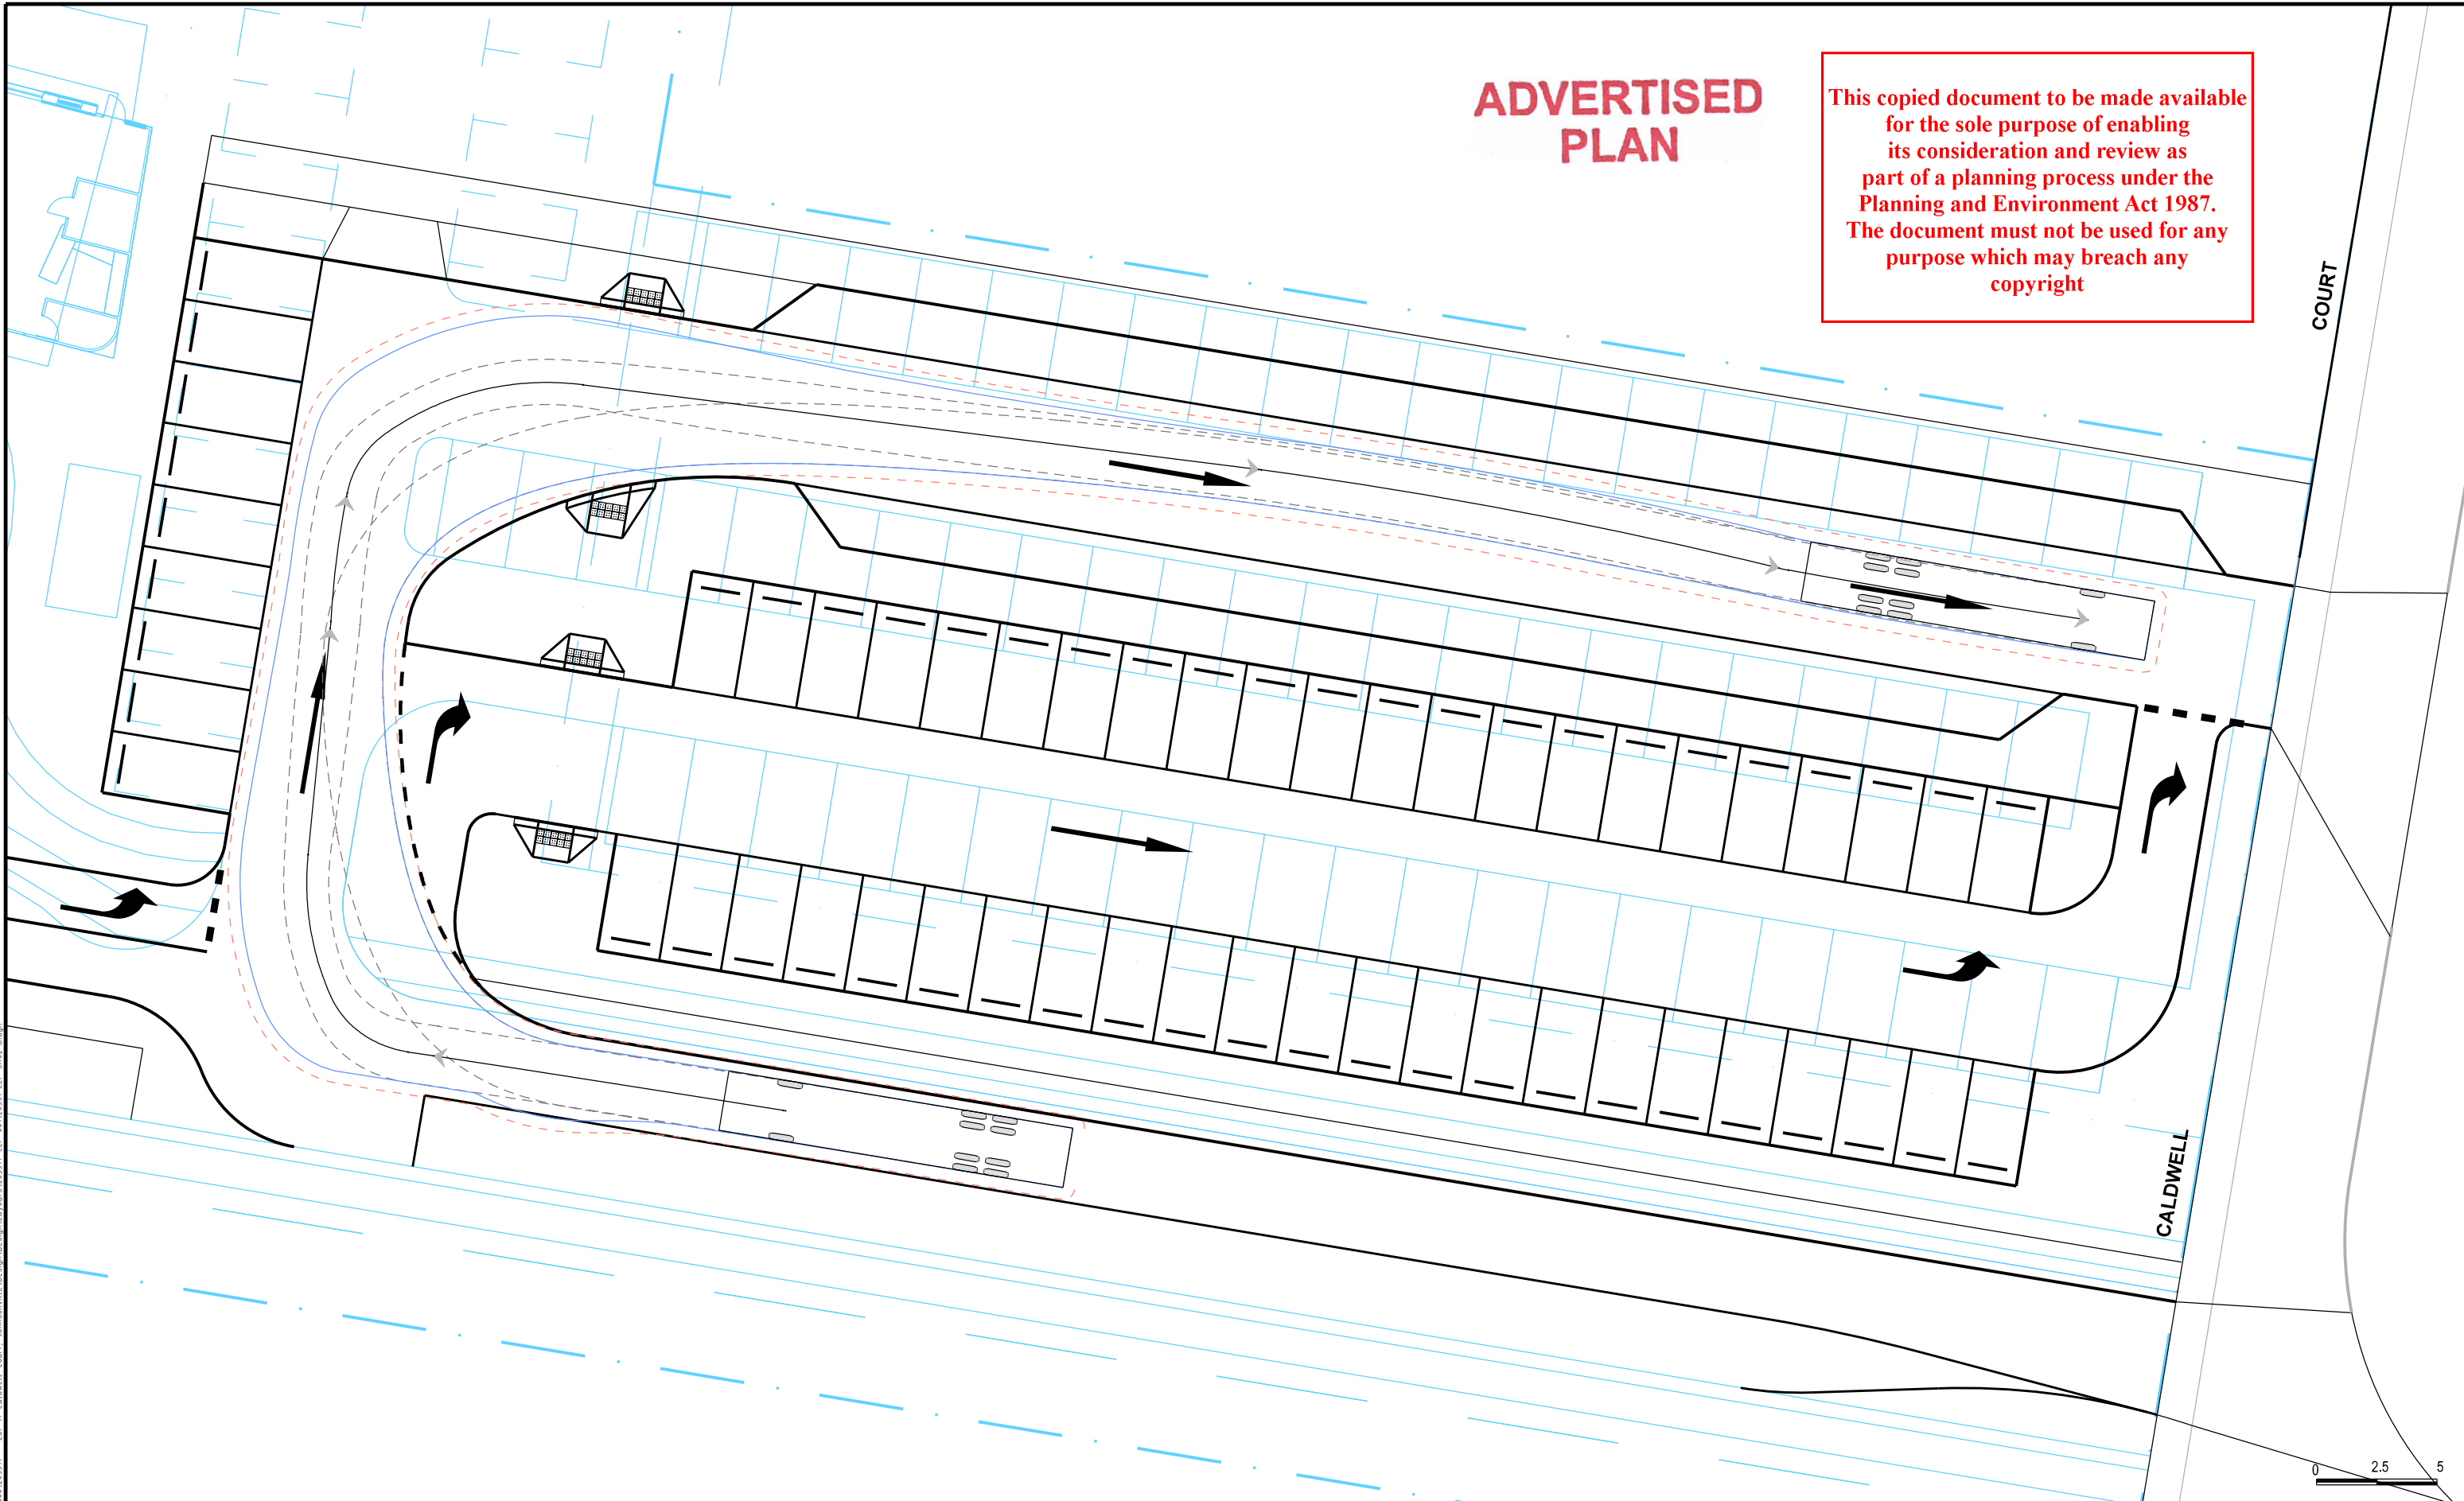 ADVERTISED
PLAN
This copied document to be made available
for the sole purpose of enabling
its consideration and review as
part of a planning process under the
Planning and Environment Act 1987.
The document must not be used for any
purpose which may breach any
copyright
COURT
CALDWELL
0 2.5 5